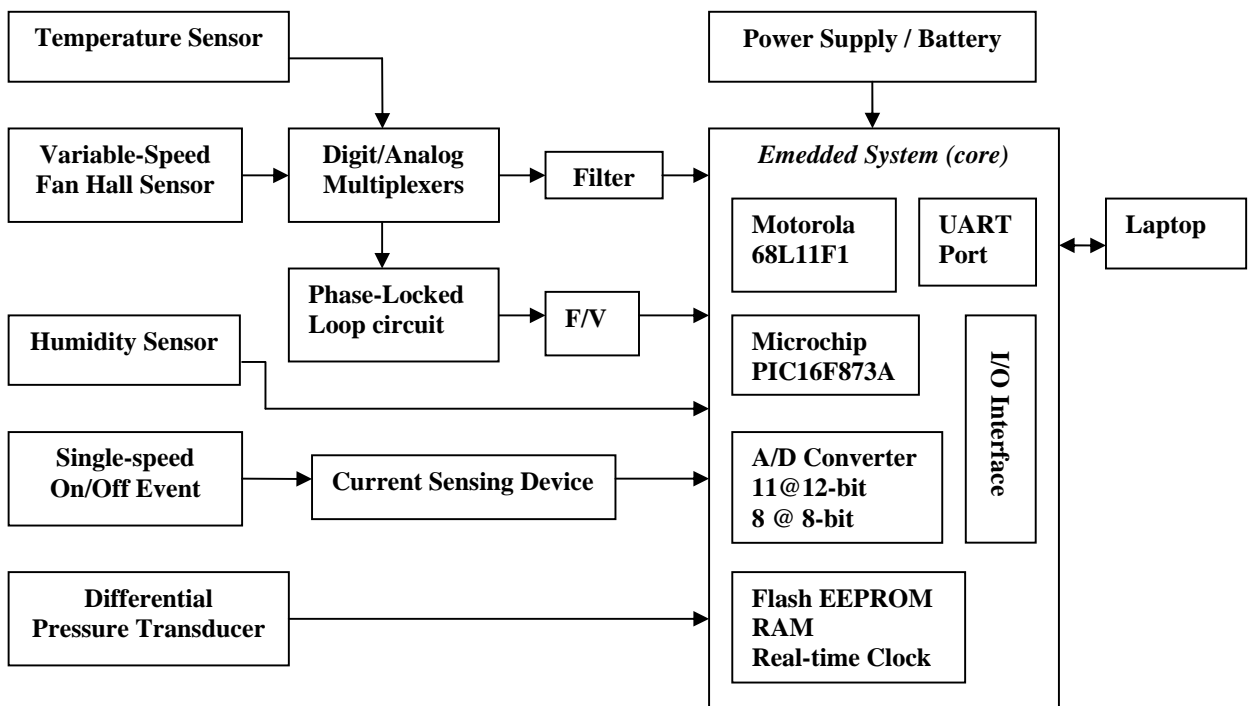 Temperature Sensor
Power Supply / Battery
Variable-Speed
Fan Hall Sensor
Digit/Analog
Multiplexers
Filter
Emedded System (core)
Motorola
68L11F1
UART
Port
Laptop
Phase-Locked
Loop circuit
F/V
Humidity Sensor
Microchip
PIC16F873A
I/O Interface
Single-speed
On/Off Event
Current Sensing Device
A/D Converter
11@12-bit
8 @ 8-bit
Differential
Pressure Transducer
Flash EEPROM
RAM
Real-time Clock